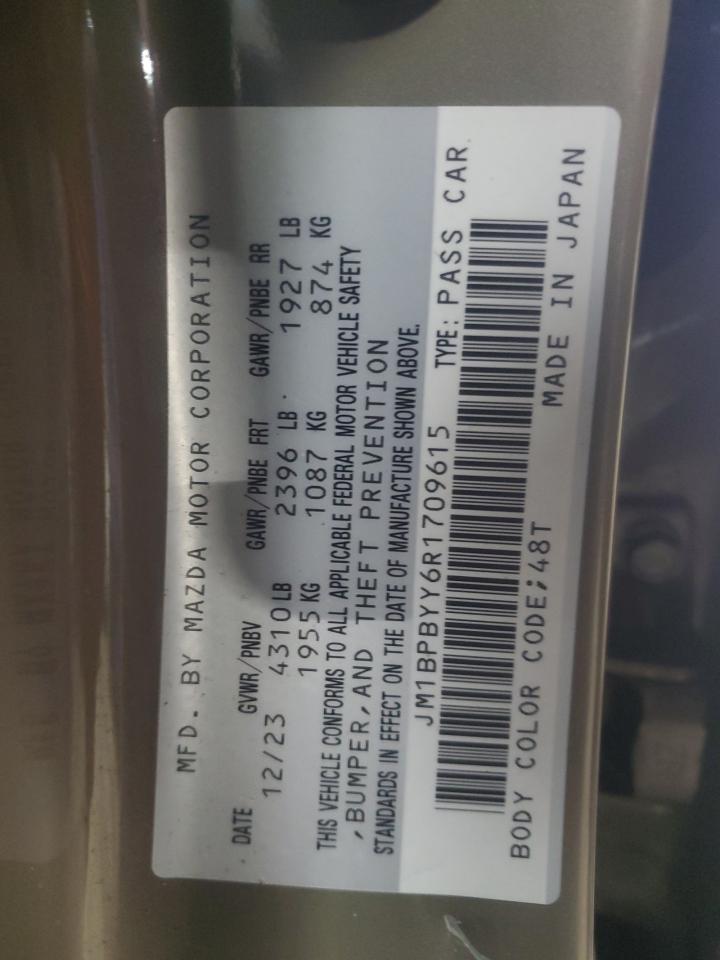 MFD. BY MAZDA MOTOR CORPORATION
DATE GVWR/PNBV GAWR/PNBE FRT GAWR/PNBE RR
12/23 4310 LB 2396 LB 1927 LB
1955 KG 1087 KG 874 KG
THIS VEHICLE CONFORMS TO ALL APPLICABLE FEDERAL MOTOR VEHICLE SAFETY
,BUMPER,AND THEFT PREVENTION
STANDARDS IN EFFECT ON THE DATE OF MANUFACTURE SHOWN ABOVE.
JM1BPBYY6R1709615 TYPE: PASS CAR
BODY COLOR CODE;48T MADE IN JAPAN